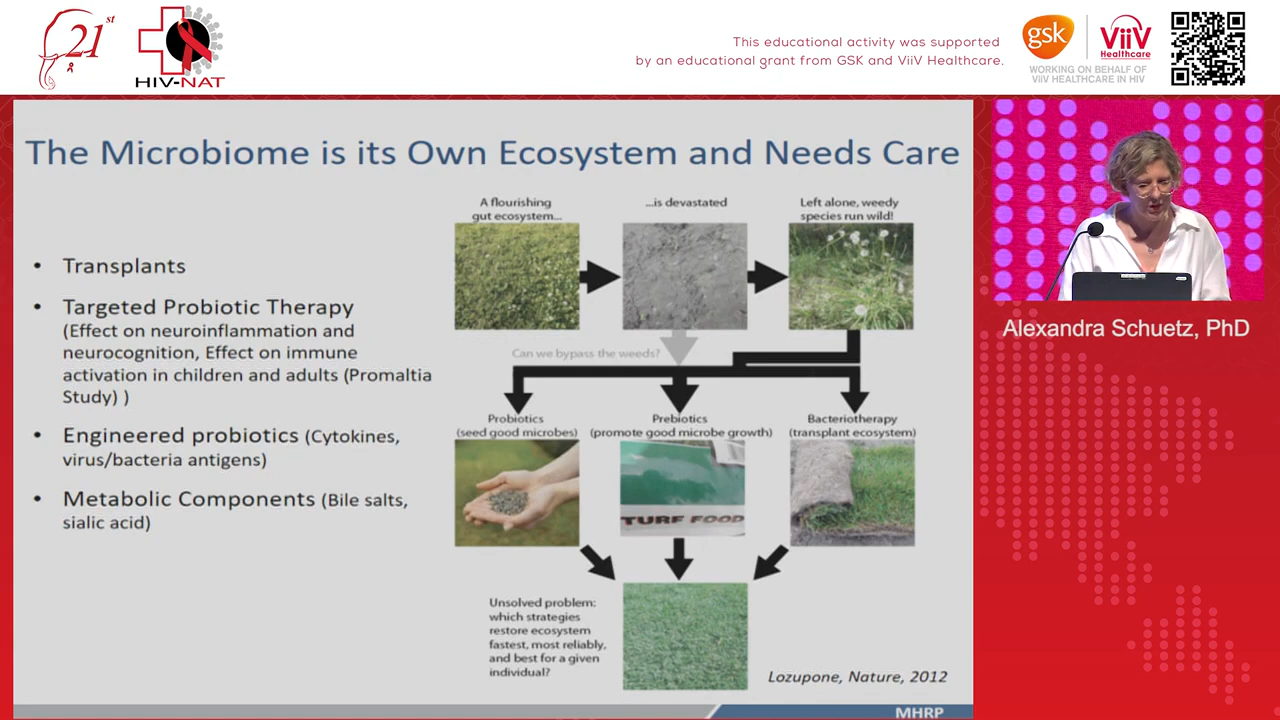 21st
HIV-NAT
This educational activity was supported
by an educational grant from GSK and ViiV Healthcare.
gsk
ViiV
Healthcare
WORKING ON BEHALF OF
ViiV HEALTHCARE IN HIV
The Microbiome is its Own Ecosystem and Needs Care
• Transplants
• Targeted Probiotic Therapy
(Effect on neuroinflammation and
neurocognition, Effect on immune
activation in children and adults (Promaltia
Study) )
• Engineered probiotics (Cytokines,
virus/bacteria antigens)
• Metabolic Components (Bile salts,
sialic acid)
A flourishing
gut ecosystem...
...is devastated
Left alone, weedy
species run wild!
Can we bypass the weeds?
Probiotics
(seed good microbes)
Prebiotics
(promote good microbe growth)
Bacteriotherapy
(transplant ecosystem)
TURF FOOD
Unsolved problem:
which strategies
restore ecosystem
fastest, most reliably,
and best for a given
individual?
Lozupone, Nature, 2012
MHRP
Alexandra Schuetz, PhD